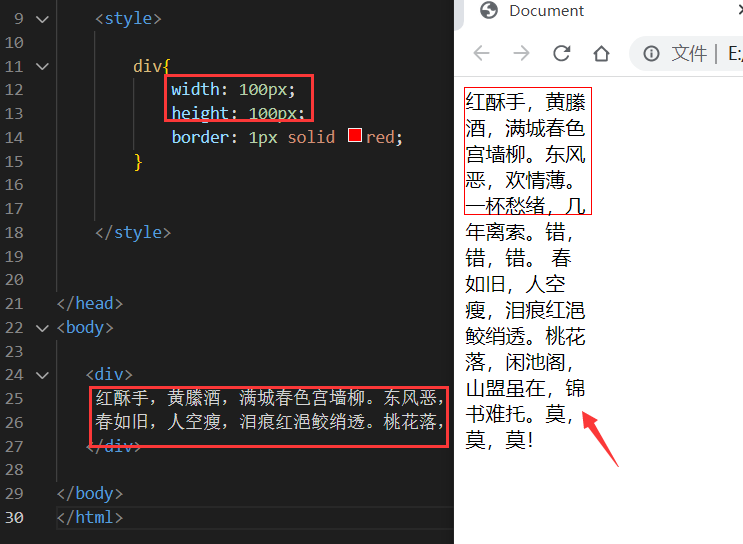 9 <style>
10
11 div{
12 width: 100px;
13 height: 100px;
14 border: 1px solid red;
15 }
16
17
18 </style>
19
20
21 </head>
22 <body>
23
24 <div>
25 红酥手，黄縢酒，满城春色宫墙柳。东风恶，
26 春如旧，人空瘦，泪痕红浥鲛绡透。桃花落，
27 </div>
28
29 </body>
30 </html>
Document
文件 | E:/
红酥手，黄縢
酒，满城春色
宫墙柳。东风
恶，欢情薄。
一杯愁绪，几
年离索。错，
错，错。 春
如旧，人空
瘦，泪痕红浥
鲛绡透。桃花
落，闲池阁，
山盟虽在，锦
书难托。莫，
莫，莫！